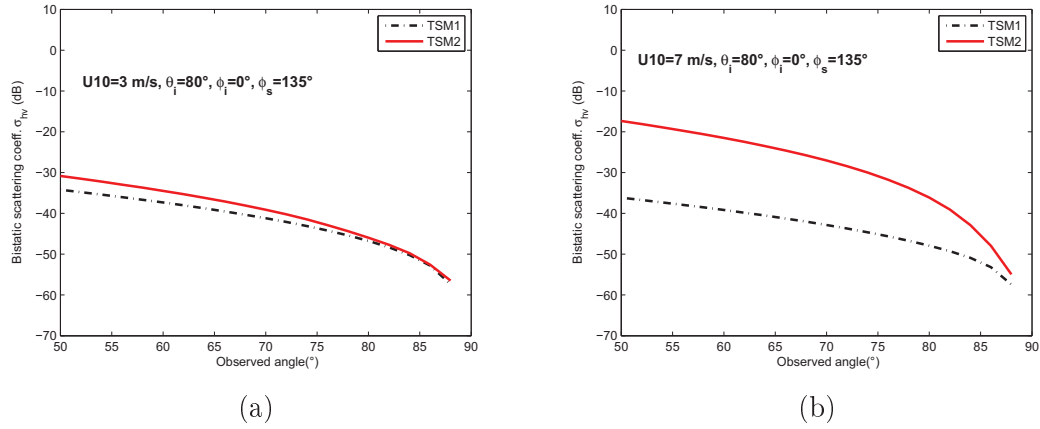 TSM1
TSM2
U10=3 m/s, θi=80°, ϕi=0°, ϕs=135°
Bistatic scattering coeff. σhv (dB)
10
0
−10
−20
−30
−40
−50
−60
−70
50 55 60 65 70 75 80 85 90
Observed angle(°)
(a)
TSM1
TSM2
U10=7 m/s, θi=80°, ϕi=0°, ϕs=135°
Bistatic scattering coeff. σhv (dB)
10
0
−10
−20
−30
−40
−50
−60
−70
50 55 60 65 70 75 80 85 90
Observed angle(°)
(b)